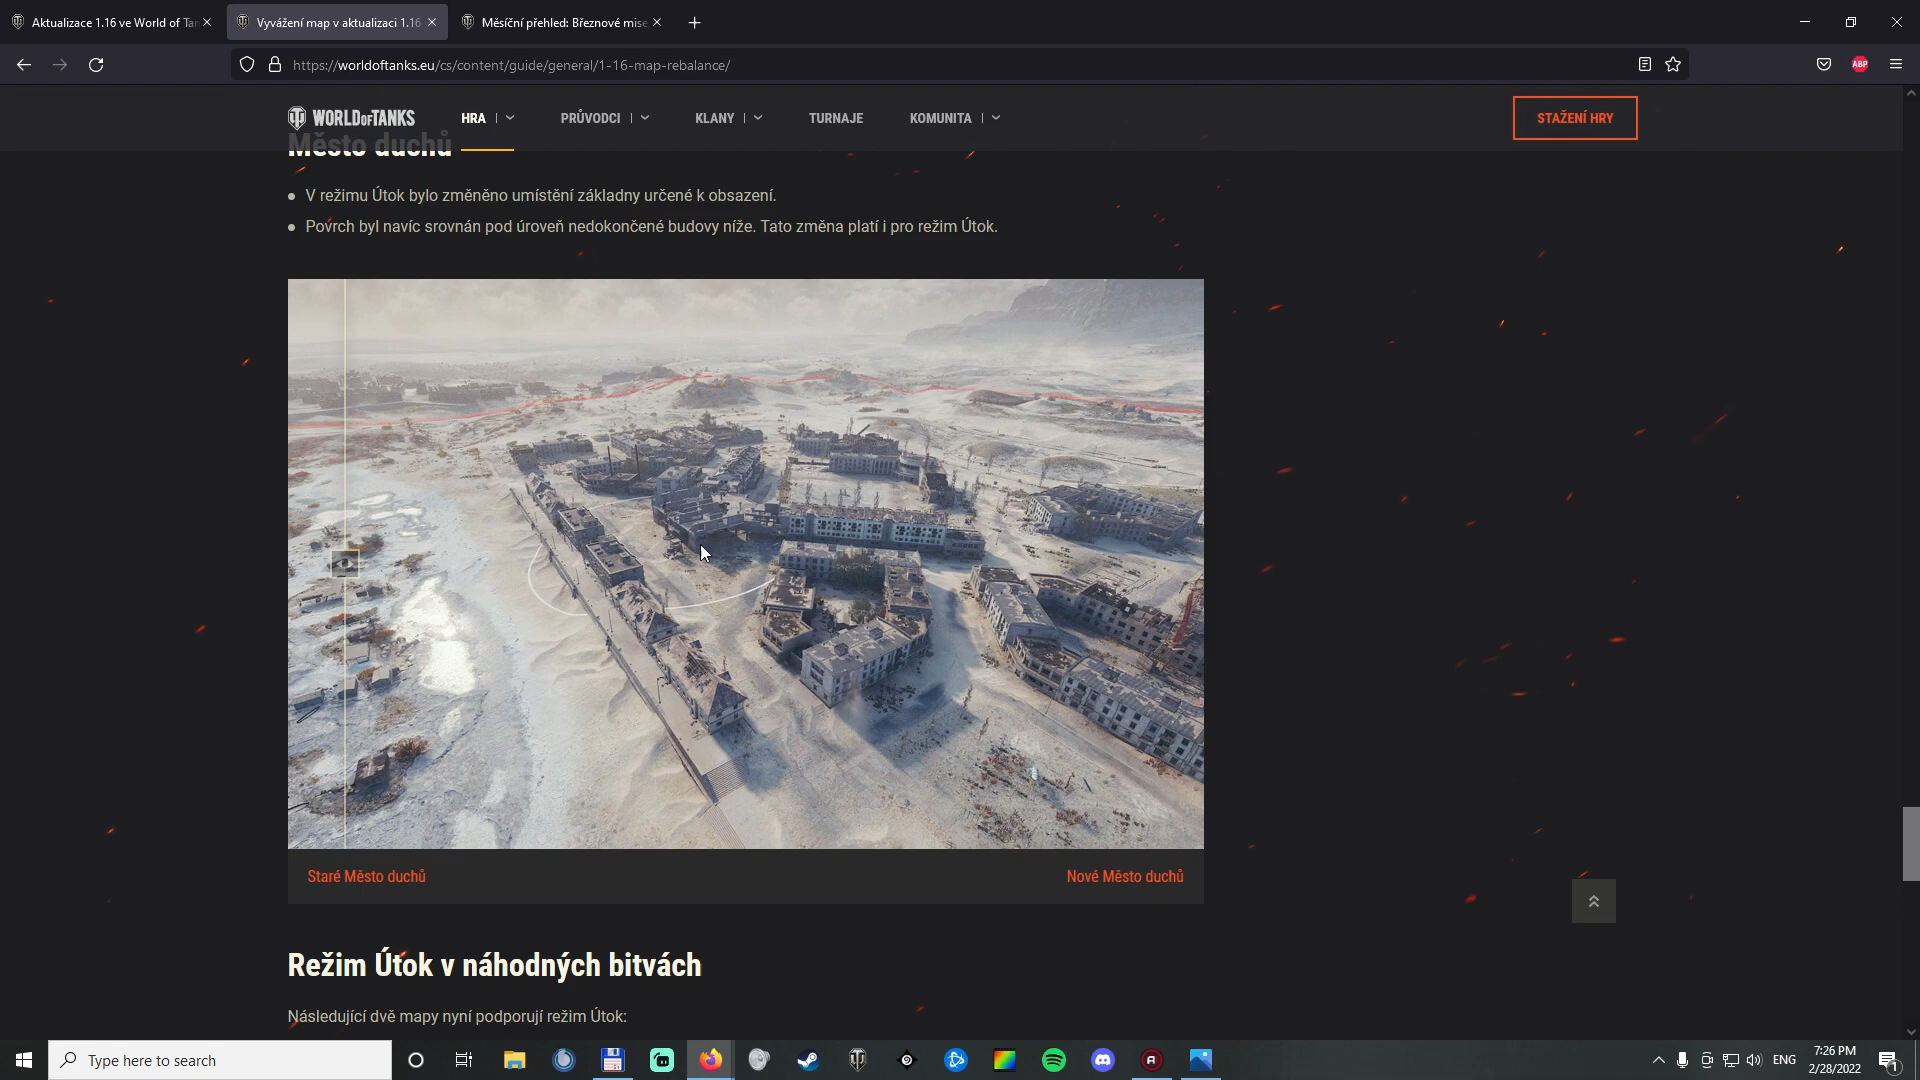 Aktualizace 1.16 ve World of Tan
Vyvážení map v aktualizaci 1.16
Měsíční přehled: Březnové mise,
https://worldoftanks.eu/cs/content/guide/general/1-16-map-rebalance/
ABP
WORLD OF TANKS
HRA
PRŮVODCI
KLANY
TURNAJE
KOMUNITA
STAŽENÍ HRY
Město duchů
V režimu Útok bylo změněno umístění základny určené k obsazení.
Povrch byl navíc srovnán pod úroveň nedokončené budovy níže. Tato změna platí i pro režim Útok.
Staré Město duchů
Nové Město duchů
Režim Útok v náhodných bitvách
Následující dvě mapy nyní podporují režim Útok:
Type here to search
ENG
7:26 PM
2/28/2022
1